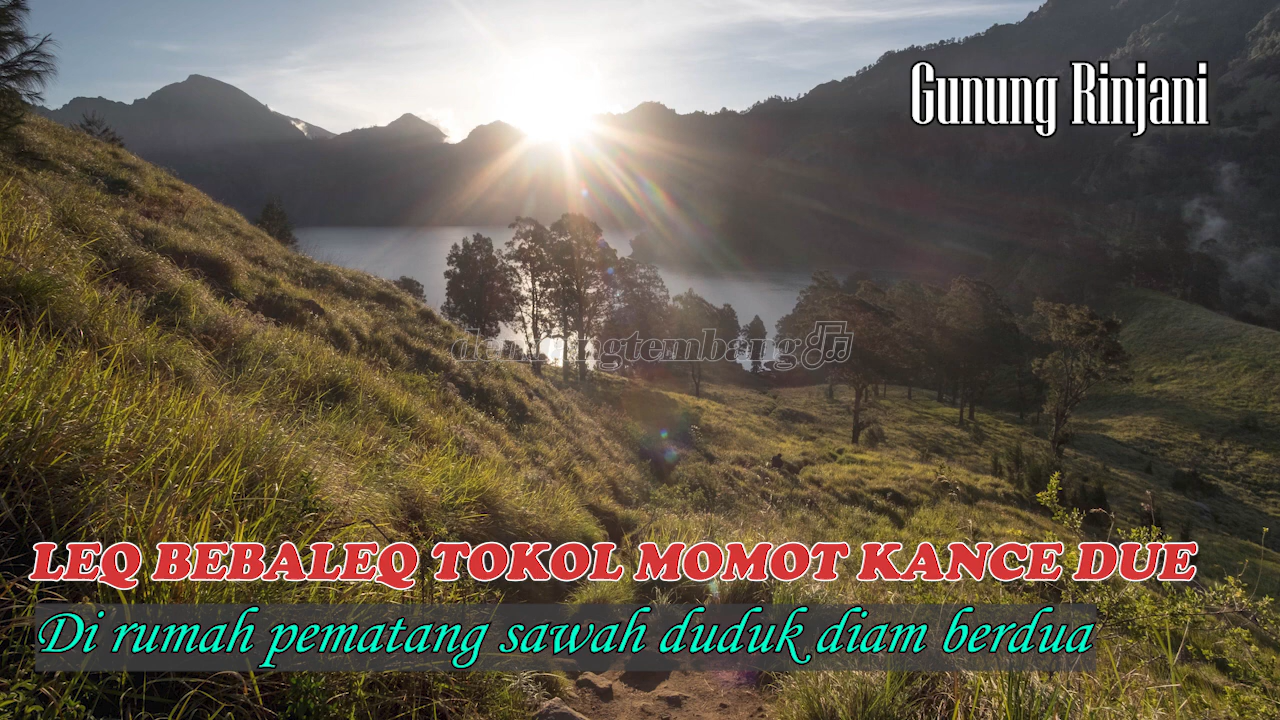 Gunung Rinjani
LEQ BEBALEQ TOKOL MOMOT KANCE DUE
Di rumah pematang sawah duduk diam berdua